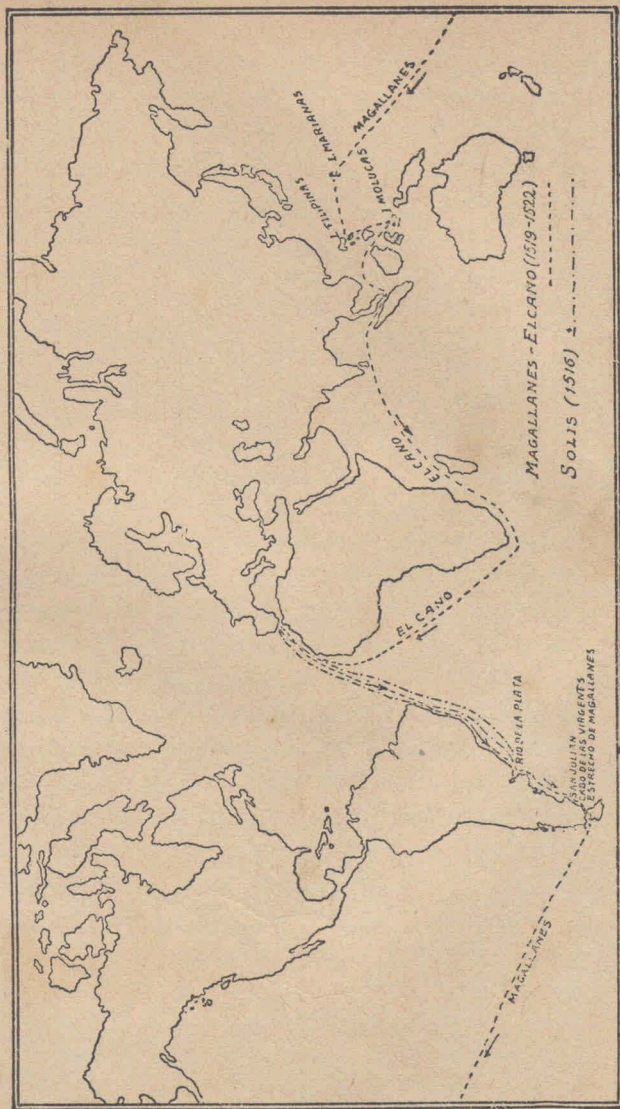 MAGALLANES
I. MARIANAS
I. FILIPINAS
I. MOLUCAS
ELCANO
EL CANO
RIO DE LA PLATA
SAN JULIAN
CABO DE LAS VIRGENES
ESTRECHO DE MAGALLANES
MAGALLANES
MAGALLANES-ELCANO (1519-1522)
SOLIS (1516)